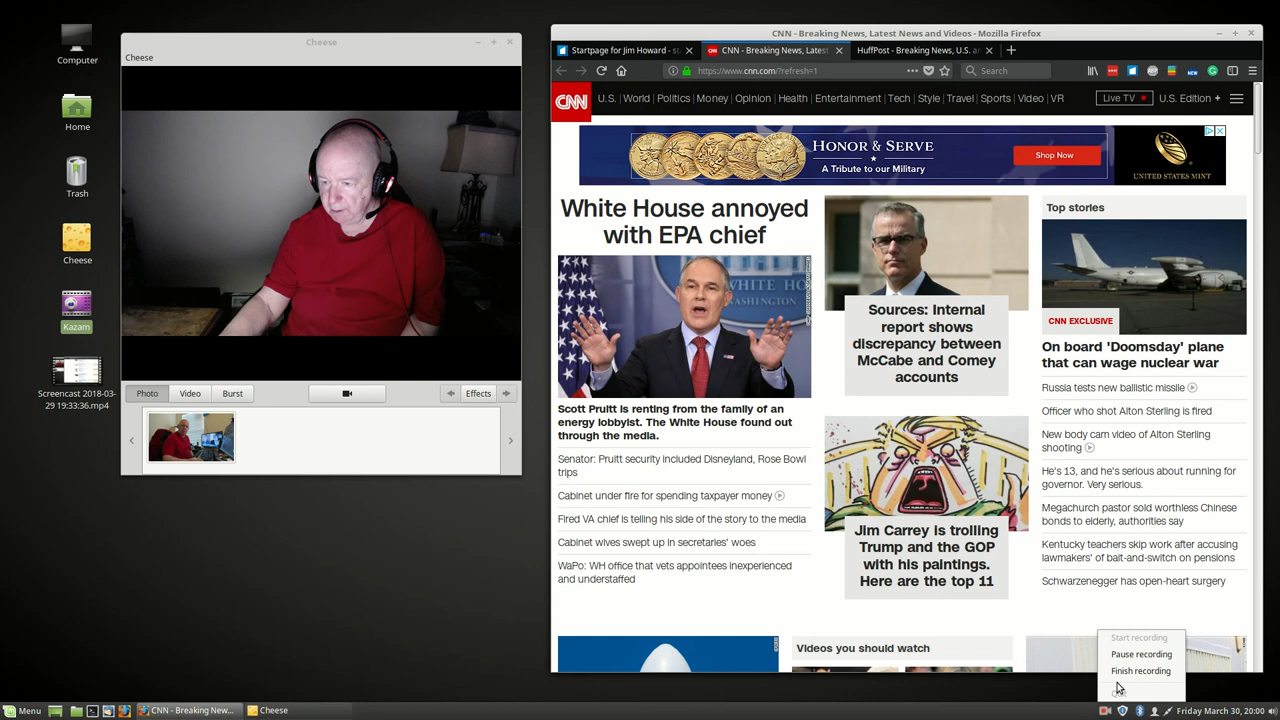 Computer
Home
Trash
Cheese
Kazam
Screencast 2018-03-
29 19:33:36.mp4
Cheese
Cheese
Photo
Video
Burst
Effects
CNN - Breaking News, Latest News and Videos - Mozilla Firefox
Startpage for Jim Howard - st
CNN - Breaking News, Latest
HuffPost - Breaking News, U.S. a
https://www.cnn.com/?refresh=1
Search
CNN
U.S. | World | Politics | Money | Opinion | Health | Entertainment | Tech | Style | Travel | Sports | Video | VR
Live TV
U.S. Edition +
HONOR & SERVE
A Tribute to our Military
Shop Now
UNITED STATES MINT
White House annoyed
with EPA chief
Scott Pruitt is renting from the family of an
energy lobbyist. The White House found out
through the media.
Senator: Pruitt security included Disneyland, Rose Bowl
trips
Cabinet under fire for spending taxpayer money
Fired VA chief is telling his side of the story to the media
Cabinet wives swept up in secretaries' woes
WaPo: WH office that vets appointees inexperienced
and understaffed
Sources: Internal
report shows
discrepancy between
McCabe and Comey
accounts
Jim Carrey is trolling
Trump and the GOP
with his paintings.
Here are the top 11
Videos you should watch
Top stories
CNN EXCLUSIVE
On board 'Doomsday' plane
that can wage nuclear war
Russia tests new ballistic missile
Officer who shot Alton Sterling is fired
New body cam video of Alton Sterling
shooting
He's 13, and he's serious about running for
governor. Very serious.
Megachurch pastor sold worthless Chinese
bonds to elderly, authorities say
Kentucky teachers skip work after accusing
lawmakers' of bait-and-switch on pensions
Schwarzenegger has open-heart surgery
Start recording
Pause recording
Finish recording
Menu
CNN - Breaking New...
Cheese
Friday March 30, 20:00